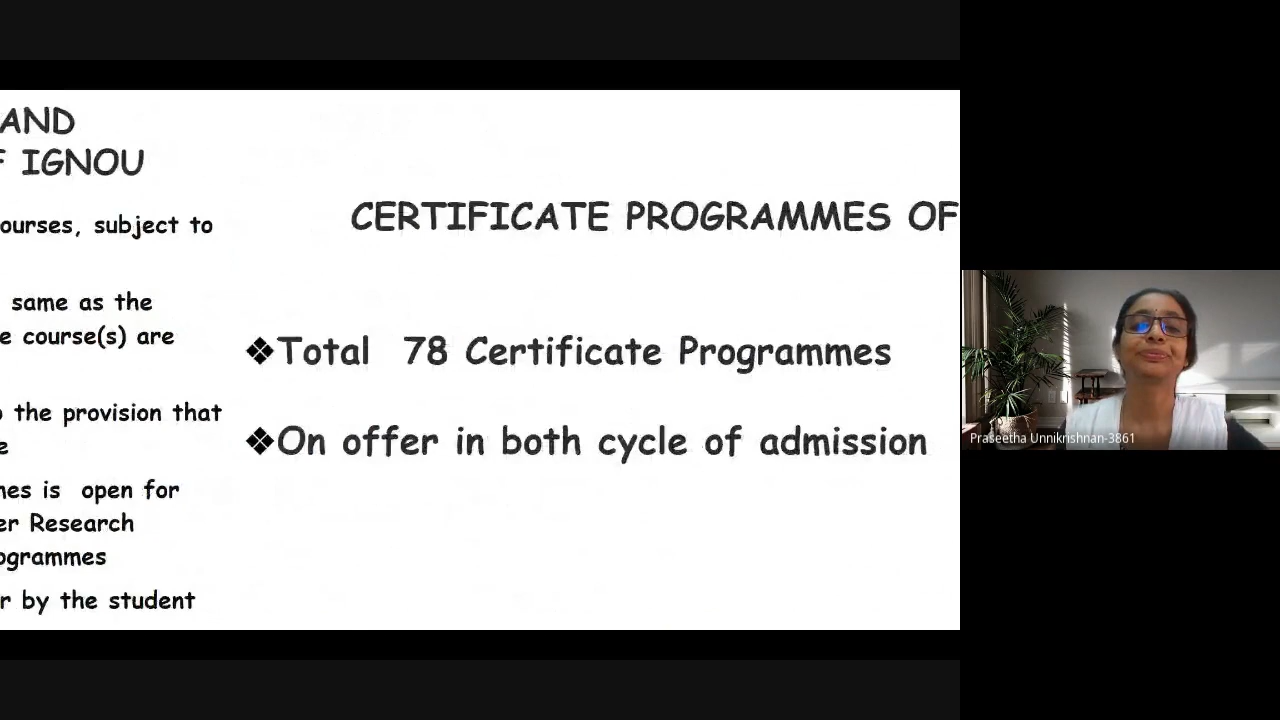 AND
F IGNOU
ourses, subject to
same as the
e course(s) are
o the provision that
e
nes is open for
er Research
ogrammes
r by the student
CERTIFICATE PROGRAMMES OF
❖Total 78 Certificate Programmes
❖On offer in both cycle of admission
Praseetha Unnikrishnan-3861